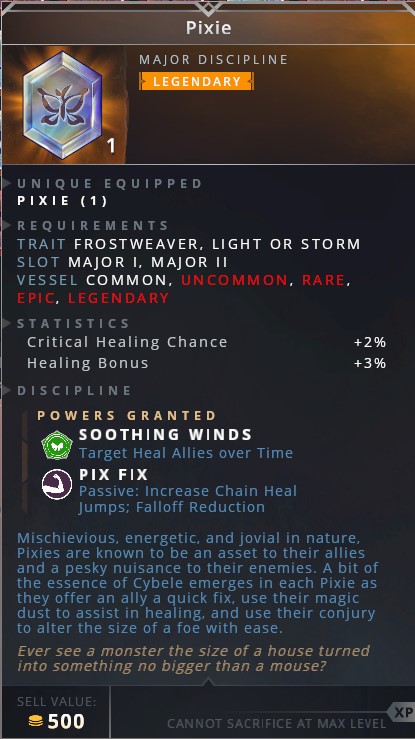 Pixie
MAJOR DISCIPLINE
LEGENDARY
1
UNIQUE EQUIPPED
PIXIE (1)
REQUIREMENTS
TRAIT FROSTWEAVER, LIGHT OR STORM
SLOT MAJOR I, MAJOR II
VESSEL COMMON, UNCOMMON, RARE,
EPIC, LEGENDARY
STATISTICS
Critical Healing Chance +2%
Healing Bonus +3%
DISCIPLINE
POWERS GRANTED
SOOTHING WINDS
Target Heal Allies over Time
PIX FIX
Passive: Increase Chain Heal
Jumps; Falloff Reduction
Mischievious, energetic, and jovial in nature,
Pixies are known to be an asset to their allies
and a pesky nuisance to their enemies. A bit of
the essence of Cybele emerges in each Pixie as
they offer an ally a quick fix, use their magic
dust to assist in healing, and use their conjury
to alter the size of a foe with ease.
Ever see a monster the size of a house turned
into something no bigger than a mouse?
SELL VALUE:
500
XP
CANNOT SACRIFICE AT MAX LEVEL